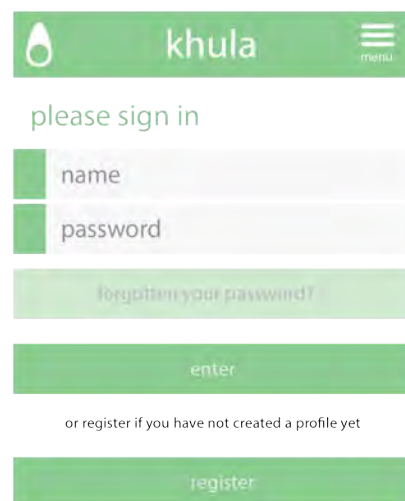 khula
menu
please sign in
name
password
forgotten your password?
enter
or register if you have not created a profile yet
register